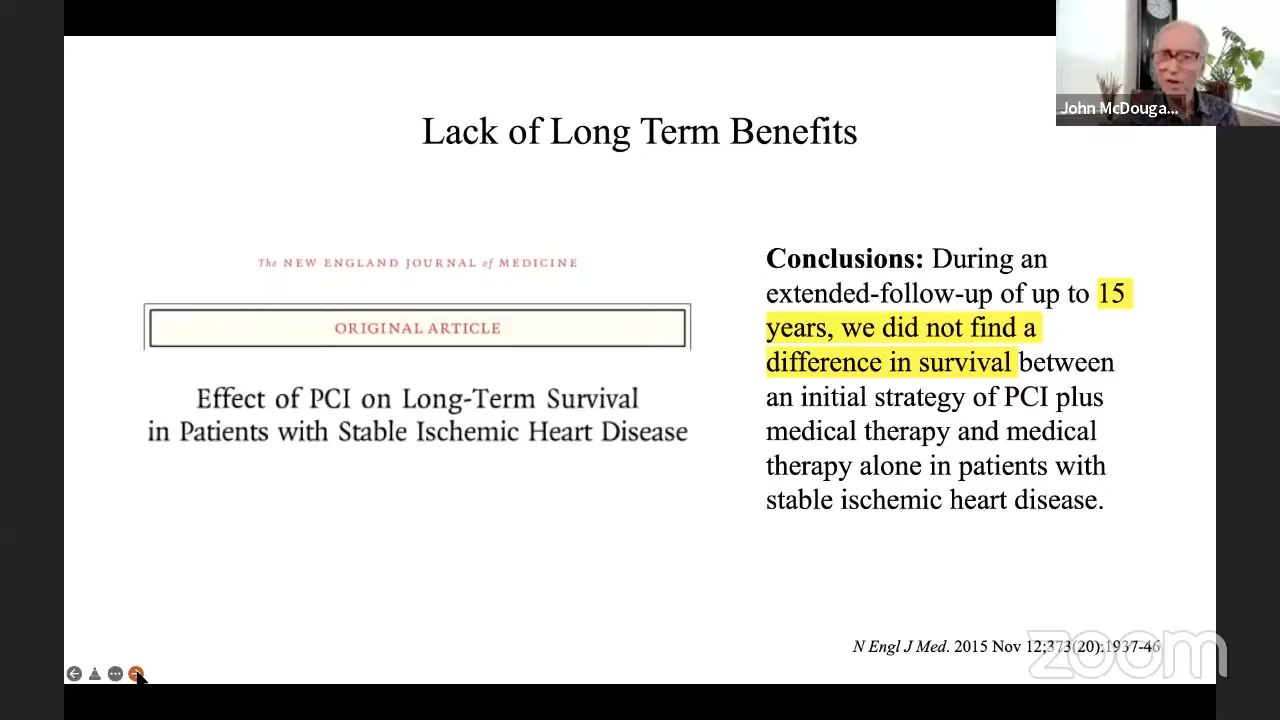 John McDouga...
Lack of Long Term Benefits
The NEW ENGLAND JOURNAL of MEDICINE
ORIGINAL ARTICLE
Effect of PCI on Long-Term Survival
in Patients with Stable Ischemic Heart Disease
Conclusions: During an
extended-follow-up of up to 15
years, we did not find a
difference in survival between
an initial strategy of PCI plus
medical therapy and medical
therapy alone in patients with
stable ischemic heart disease.
N Engl J Med. 2015 Nov 12;373(20):1937-46
zoom